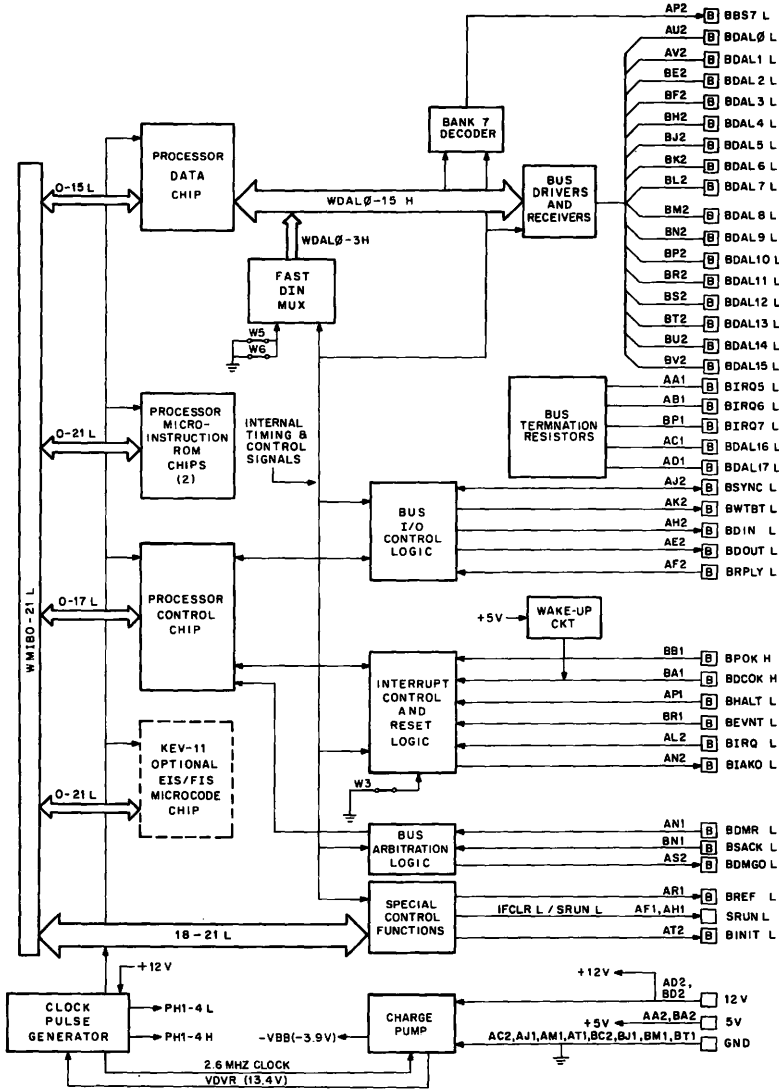 AP2
B BBS7 L
AU2
B BDALØ L
AV2
B BDAL1 L
BE2
B BDAL2 L
BF2
B BDAL3 L
BH2
B BDAL4 L
BJ2
B BDAL5 L
BK2
B BDAL6 L
BL2
B BDAL7 L
BM2
B BDAL8 L
BN2
B BDAL9 L
BP2
B BDAL10 L
BR2
B BDAL11 L
BS2
B BDAL12 L
BT2
B BDAL13 L
BU2
B BDAL14 L
BV2
B BDAL15 L
BANK 7
DECODER
PROCESSOR
DATA
CHIP
0-15 L
WDALØ-15 H
BUS
DRIVERS
AND
RECEIVERS
WDALØ-3H
FAST
DIN
MUX
W5
W6
AA1
B BIRQ5 L
AB1
B BIRQ6 L
BP1
B BIRQ7 L
AC1
B BDAL16 L
AD1
B BDAL17 L
BUS
TERMNATION
RESISTORS
PROCESSOR
MICRO-
INSTRUCTION
ROM
CHIPS
(2)
0-21 L
INTERNAL
TIMING &
CONTROL
SIGNALS
BUS
I/O
CONTROL
LOGIC
AJ2
B BSYNC L
AK2
B BWTBT L
AH2
B BDIN L
AE2
B BDOUT L
AF2
B BRPLY L
WMIB0-21 L
0-17 L
PROCESSOR
CONTROL
CHIP
+5V
WAKE-UP
CKT
INTERRUPT
CONTROL
AND
RESET
LOGIC
BB1
B BPOK H
BA1
B BDCOK H
AP1
B BHALT L
BR1
B BEVNT L
AL2
B BIRQ L
AN2
B BIAKO L
W3
KEV-11
OPTIONAL
EIS/FIS
MICROCODE
CHIP
0-21 L
BUS
ARBITRATION
LOGIC
AN1
B BDMR L
BN1
B BSACK L
AS2
B BDMGO L
18-21 L
SPECIAL
CONTROL
FUNCTIONS
AR1
B BREF L
IFCLR L / SRUN L AF1,AH1
SRUN L
AT2
B BINIT L
+12V
CLOCK
PULSE
GENERATOR
PH1-4 L
PH1-4 H
-VBB(-3.9V)
CHARGE
PUMP
+12V
AD2,
BD2
12V
+5V
AA2,BA2
5V
AC2,AJ1,AM1,AT1,BC2,BJ1,BM1,BT1
GND
2.6 MHZ CLOCK
VDVR (13.4V)